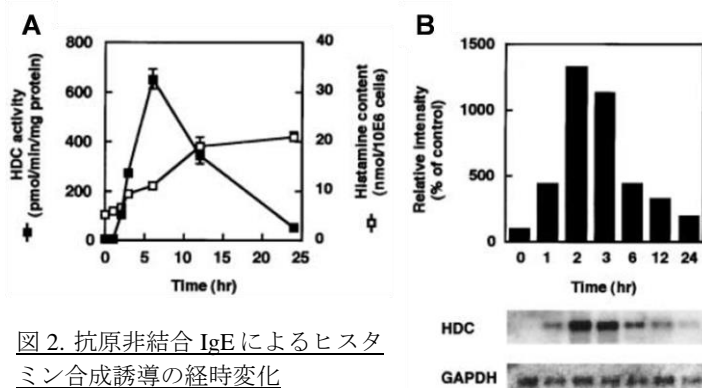 A
HDC activity
(pmol/min/mg protein)
800
600
400
200
0
40
30
20
10
0
Histamine content
(nmol/10E6 cells)
0 5 10 15 20 25
Time (hr)
図 2. 抗原非結合 IgE によるヒスタ
ミン合成誘導の経時変化
B
Relative intensity
(% of control)
1500
1000
500
0
0 1 2 3 6 12 24
Time (hr)
HDC
GAPDH